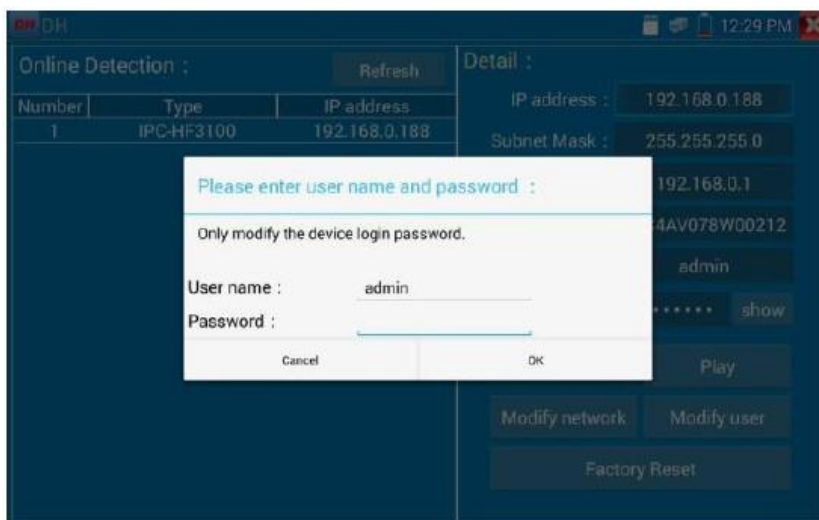 DH DH
12:29 PM
Online Detection :
Refresh
Number Type IP address
1 IPC-HF3100 192.168.0.188
Detail :
IP address : 192.168.0.188
Subnet Mask : 255.255.255.0
192.168.0.1
4AV078W00212
admin
show
Play
Modify network Modify user
Factory Reset
Please enter user name and password :
Only modify the device login password.
User name : admin
Password :
Cancel OK